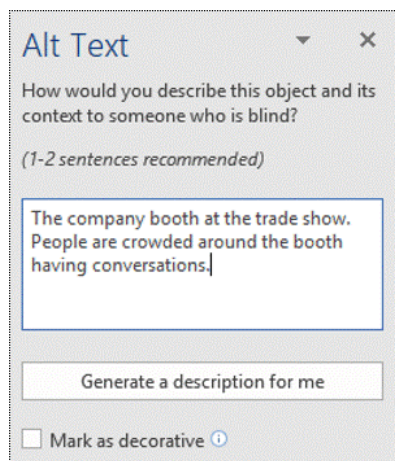 Alt Text
How would you describe this object and its
context to someone who is blind?
(1-2 sentences recommended)
The company booth at the trade show.
People are crowded around the booth
having conversations.
Generate a description for me
Mark as decorative